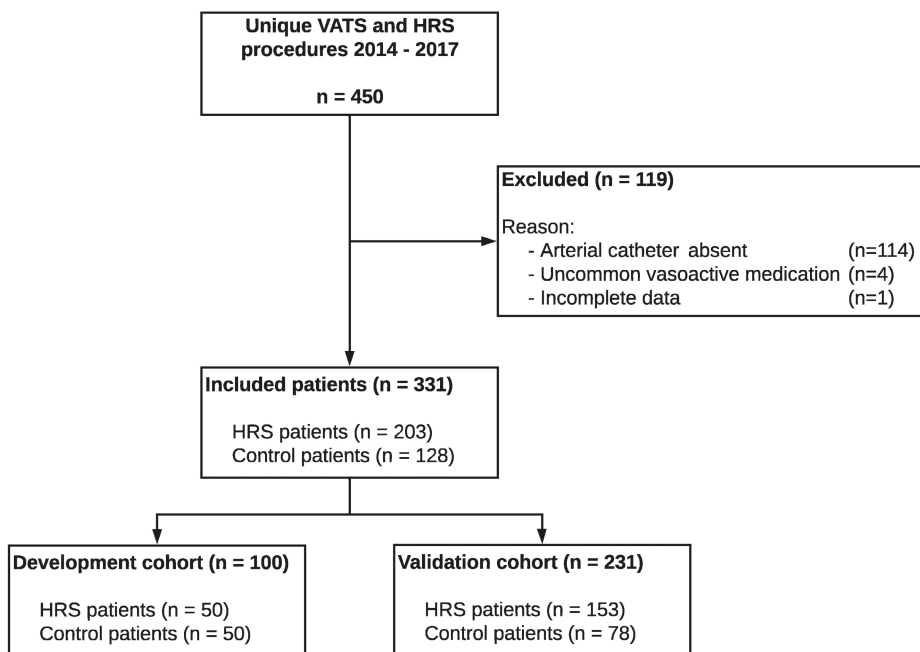 Unique VATS and HRS
procedures 2014 - 2017
n = 450
Excluded (n = 119)
Reason:
- Arterial catheter absent (n=114)
- Uncommon vasoactive medication (n=4)
- Incomplete data (n=1)
Included patients (n = 331)
HRS patients (n = 203)
Control patients (n = 128)
Development cohort (n = 100)
HRS patients (n = 50)
Control patients (n = 50)
Validation cohort (n = 231)
HRS patients (n = 153)
Control patients (n = 78)